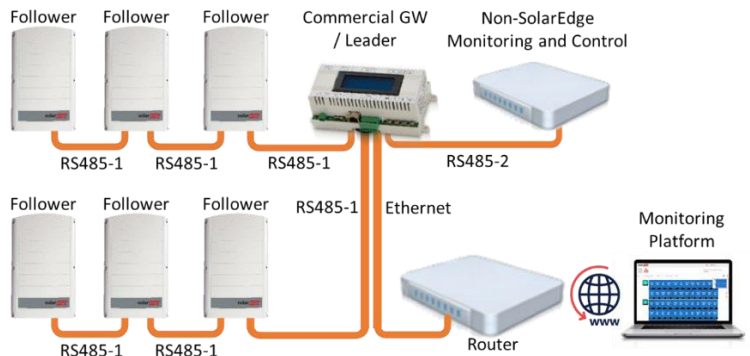 Follower Follower Follower
Commercial GW
/ Leader
Non-SolarEdge
Monitoring and Control
RS485-1 RS485-1 RS485-1
RS485-2
Follower Follower Follower
RS485-1 Ethernet
Monitoring
Platform
www
RS485-1 RS485-1
Router